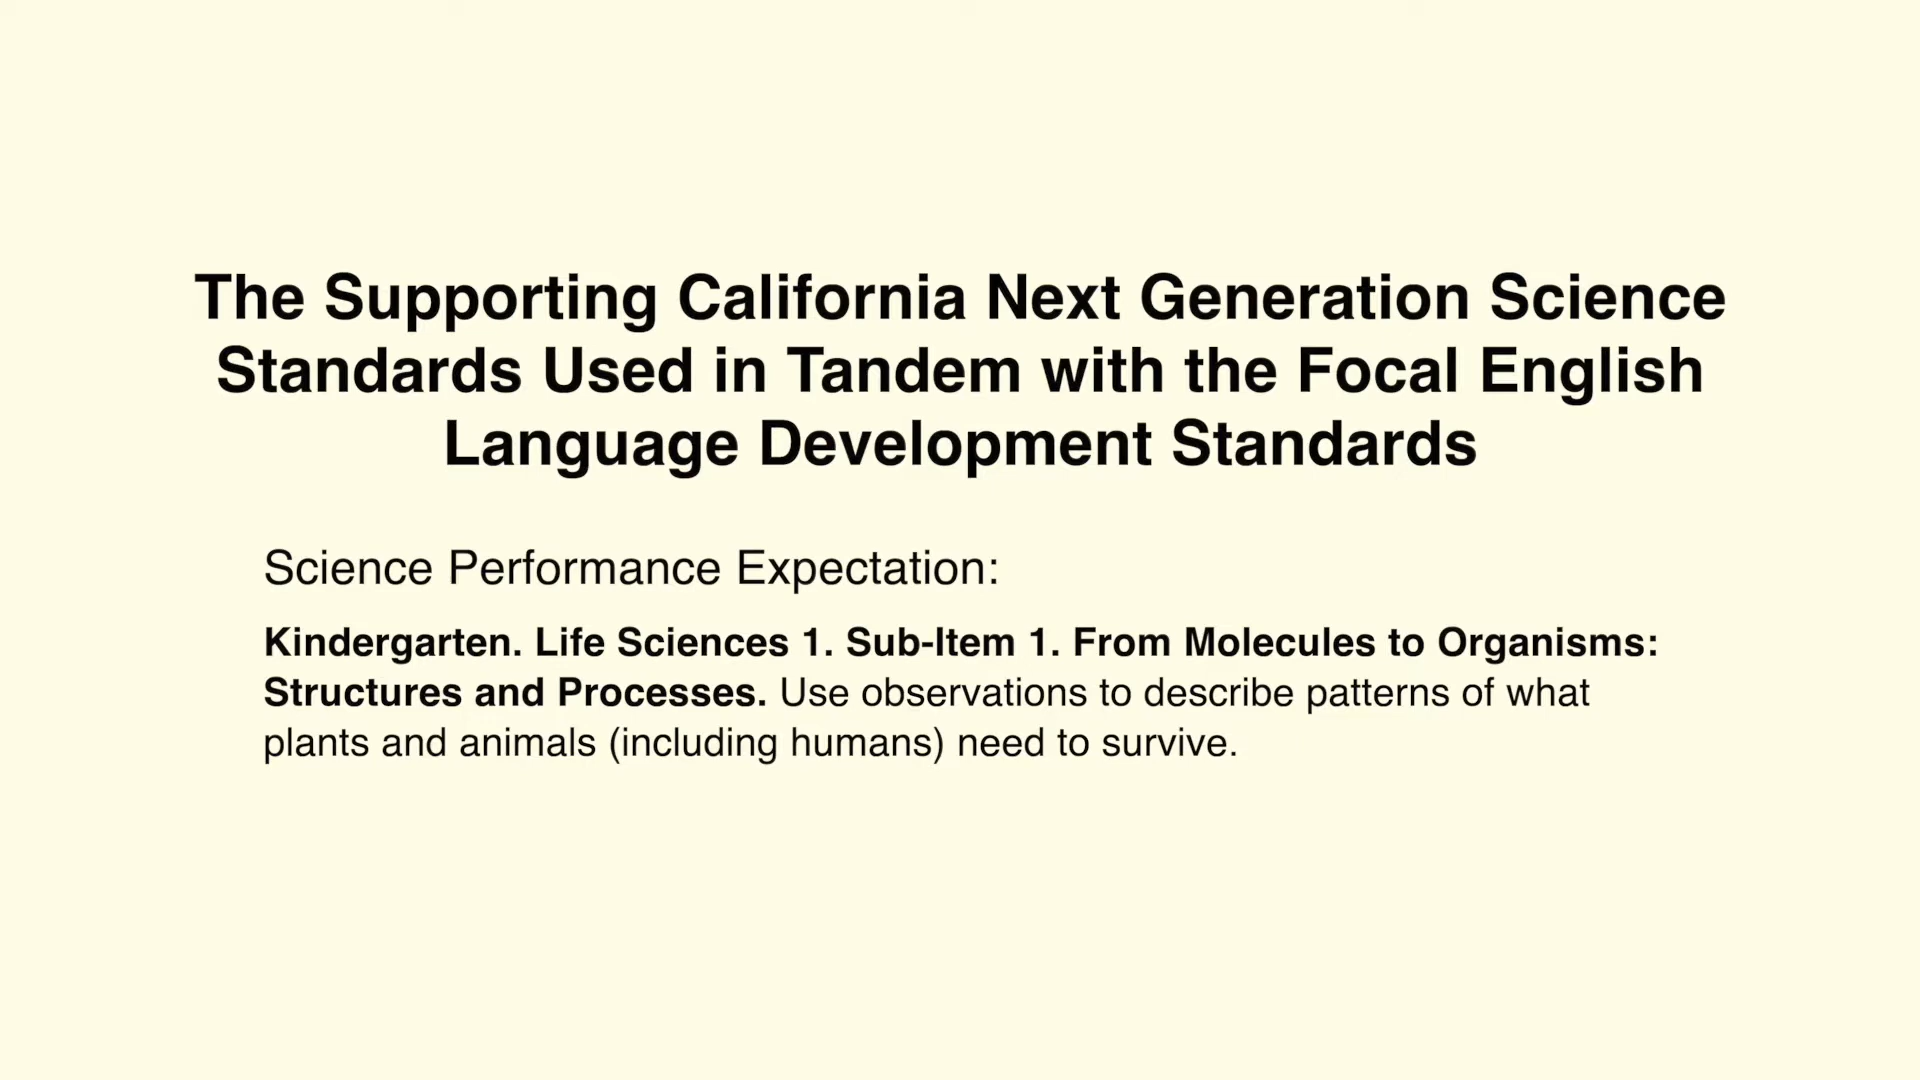 The Supporting California Next Generation Science
Standards Used in Tandem with the Focal English
Language Development Standards
Science Performance Expectation:
Kindergarten. Life Sciences 1. Sub-Item 1. From Molecules to Organisms:
Structures and Processes. Use observations to describe patterns of what
plants and animals (including humans) need to survive.